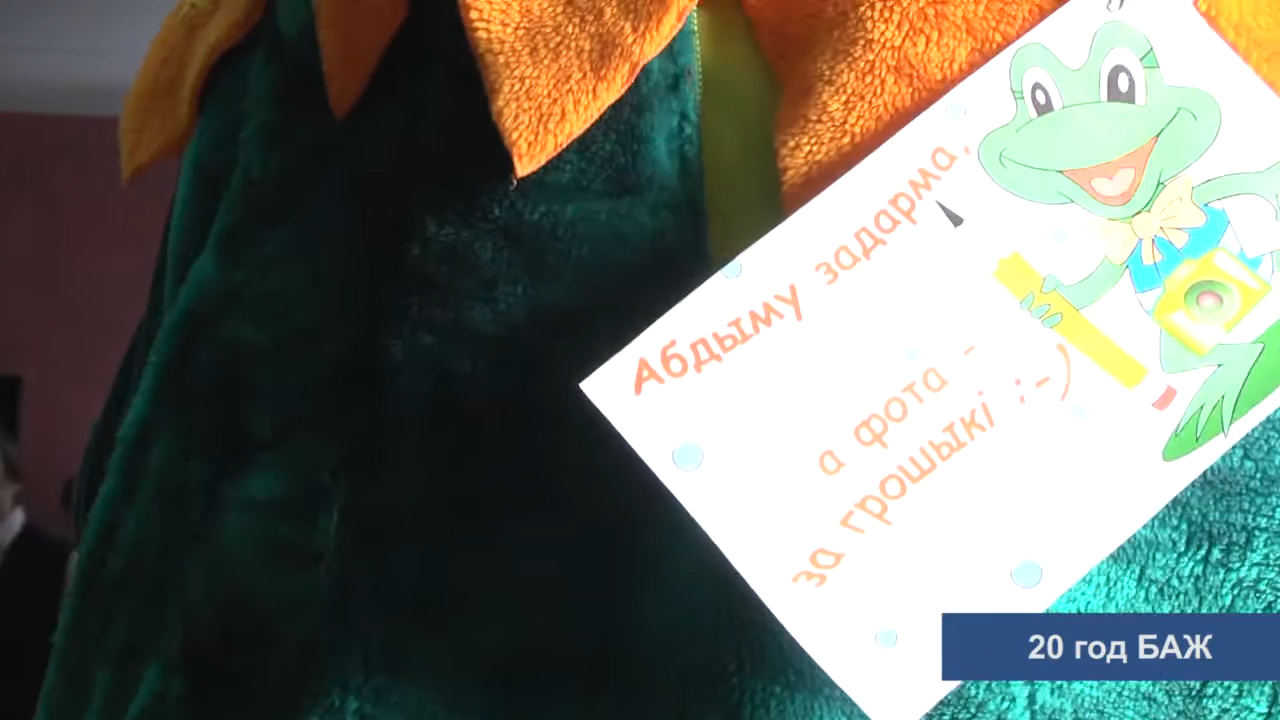 Абдыму задарма,
а фота -
за грошыкі ;-)
20 год БАЖ